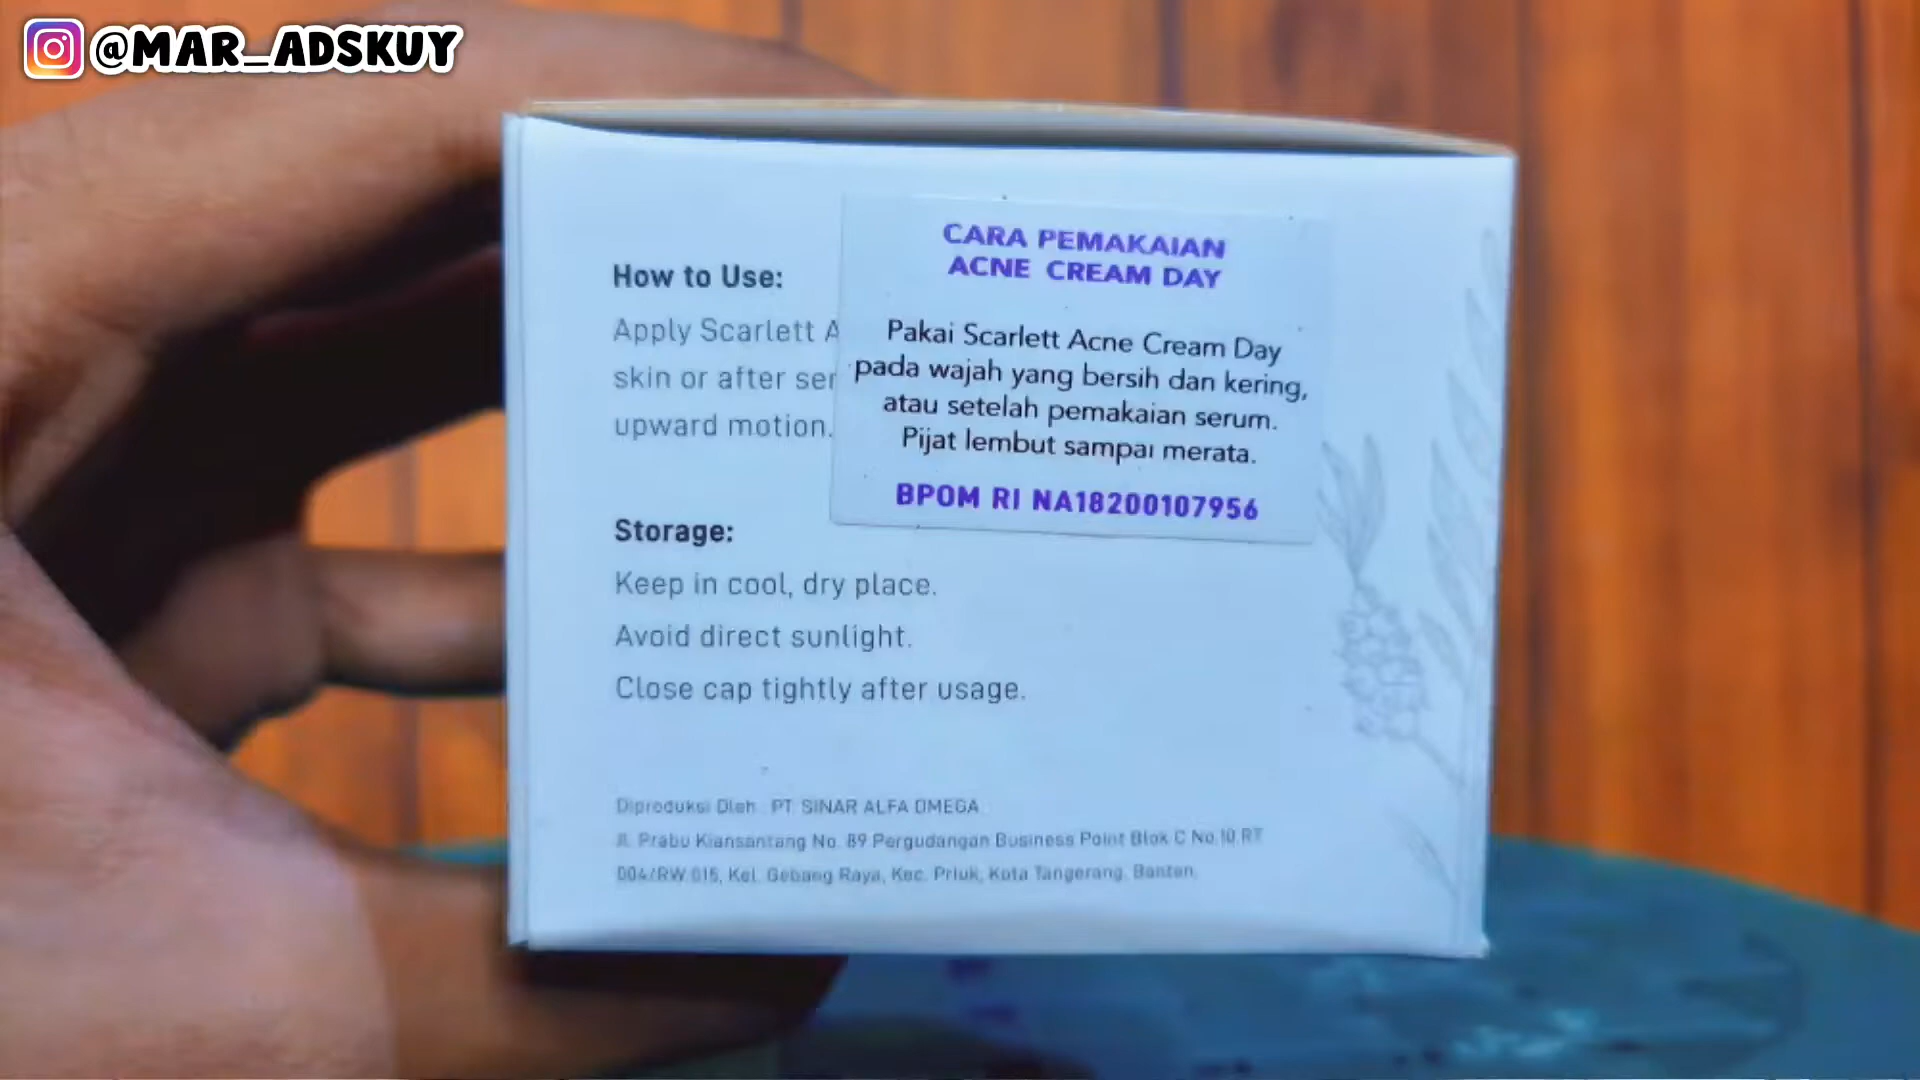 @MAR_ADSKUY
How to Use:
Apply Scarlett A
skin or after ser
upward motion.
CARA PEMAKAIAN
ACNE CREAM DAY
Pakai Scarlett Acne Cream Day
pada wajah yang bersih dan kering,
atau setelah pemakaian serum.
Pijat lembut sampai merata.
BPOM RI NA18200107956
Storage:
Keep in cool, dry place.
Avoid direct sunlight.
Close cap tightly after usage.
Diproduksi Oleh : PT. SINAR ALFA OMEGA
Jl. Prabu Kiansantang No. 89 Pergudangan Business Point Blok C No.10 RT
004/RW.015, Kel. Gebang Raya, Kec. Priuk, Kota Tangerang, Banten.